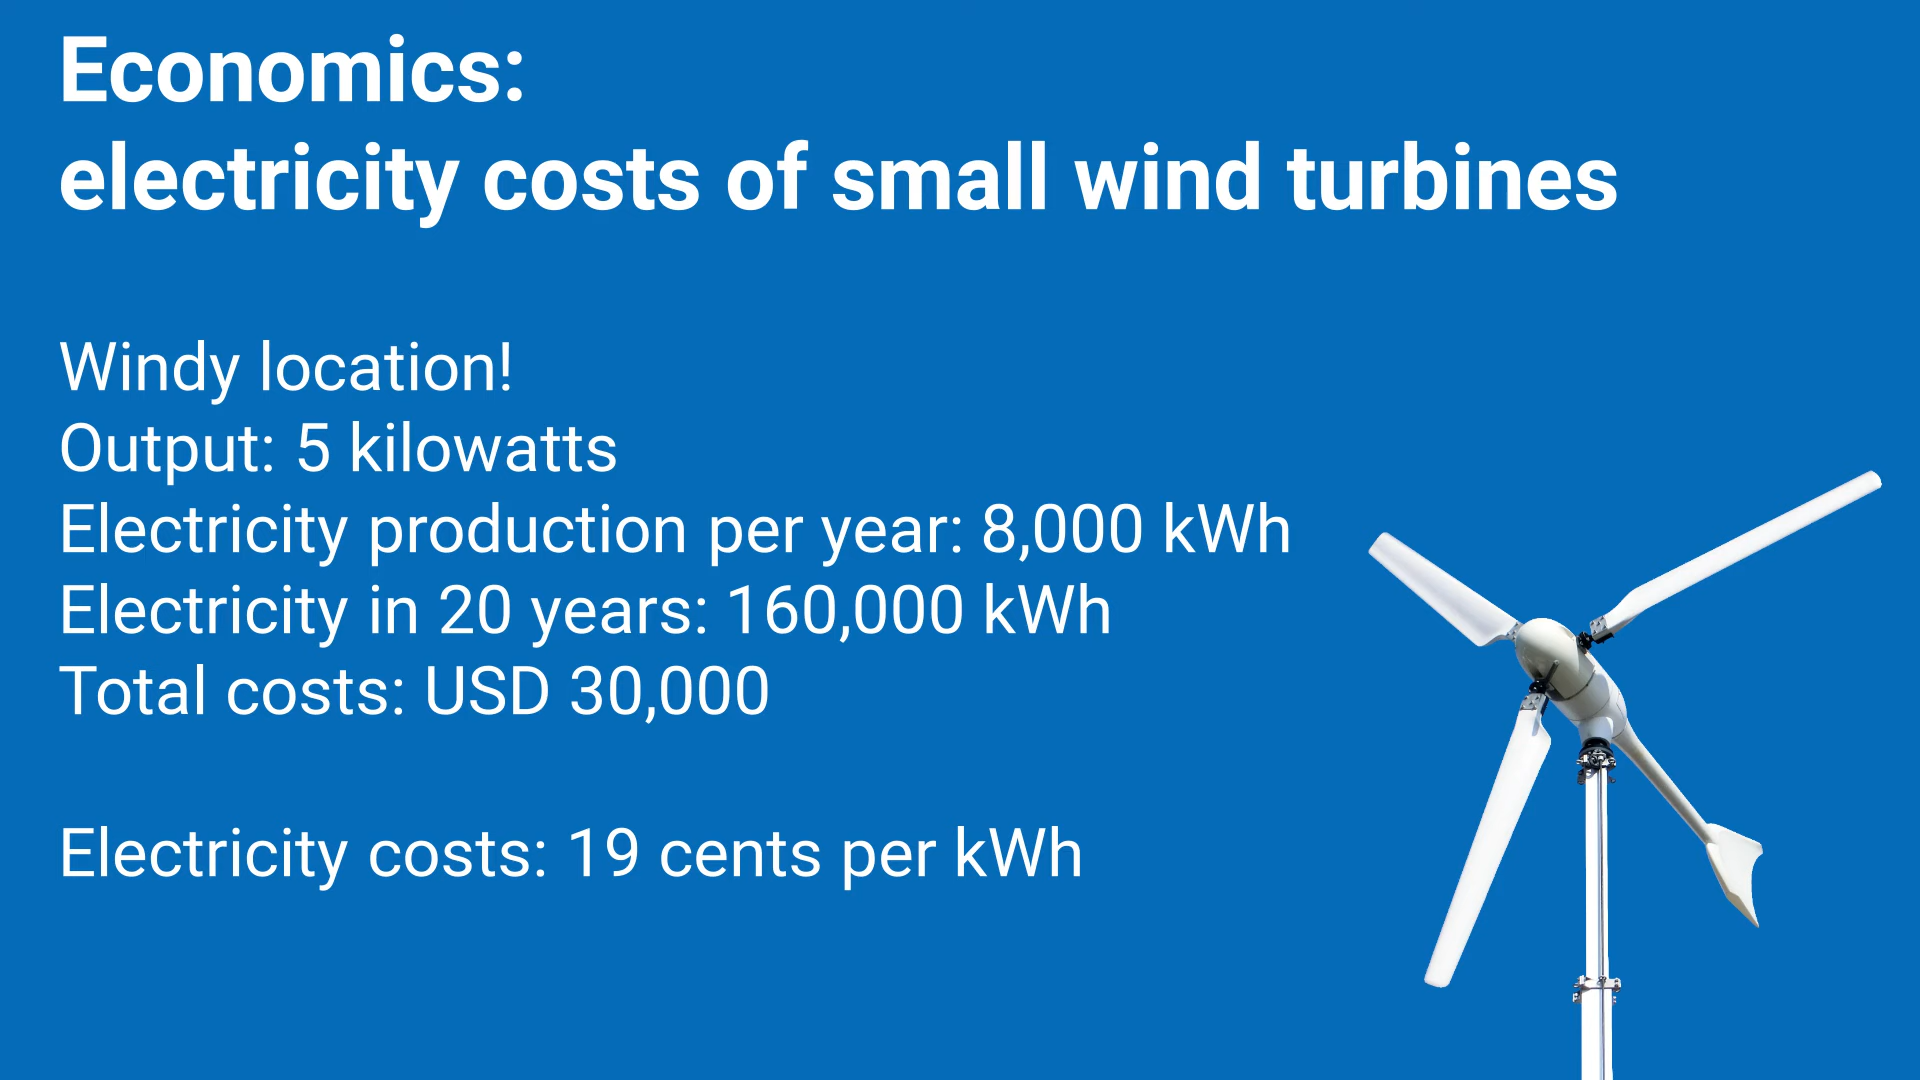 Economics:
electricity costs of small wind turbines
Windy location!
Output: 5 kilowatts
Electricity production per year: 8,000 kWh
Electricity in 20 years: 160,000 kWh
Total costs: USD 30,000
Electricity costs: 19 cents per kWh